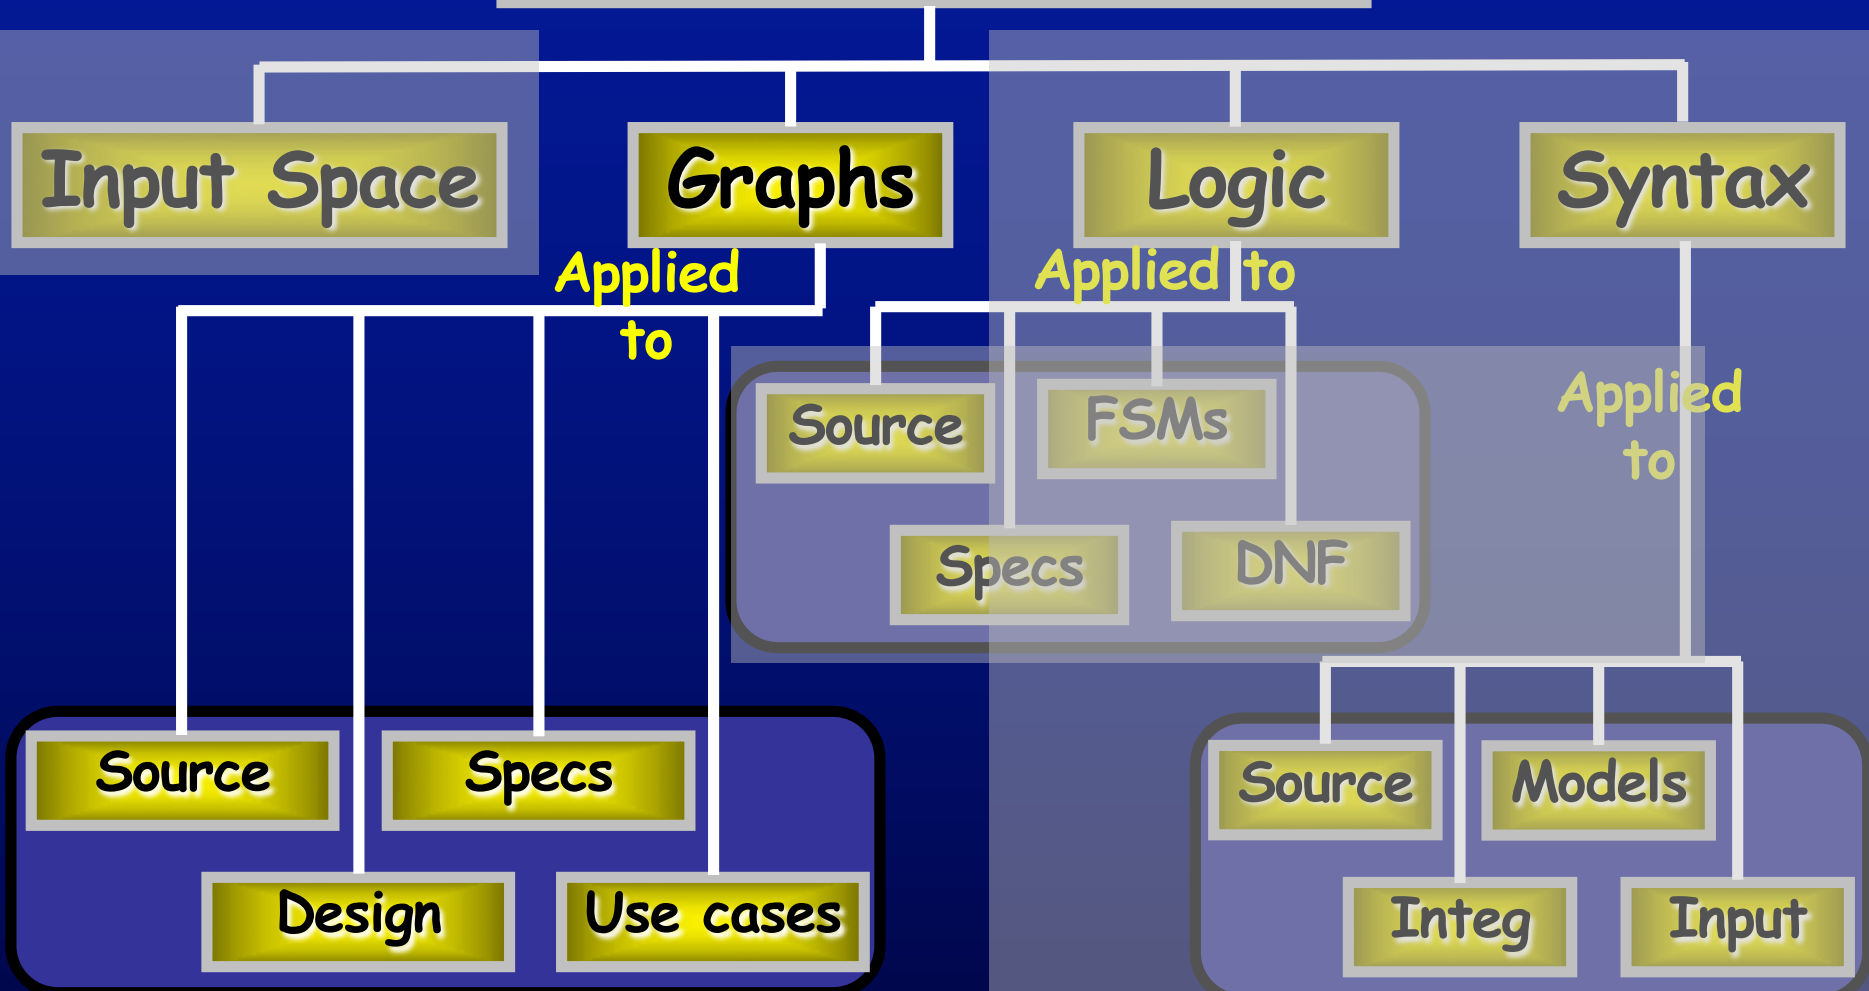 Input Space
Graphs
Logic
Syntax
Applied
to
Applied to
Applied
to
Source
FSMs
Specs
DNF
Source
Specs
Design
Use cases
Source
Models
Integ
Input